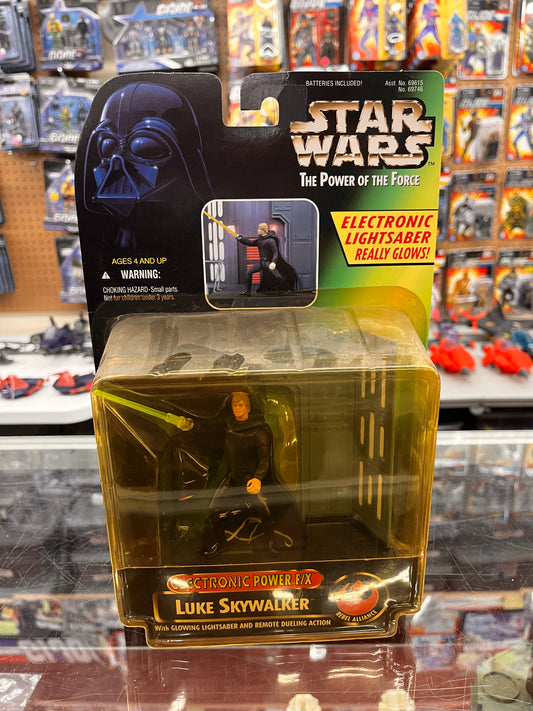 BATTERIES INCLUDED!
Asst. No. 69615
No. 69746
STAR
WARS
TM
THE POWER OF THE FORCE
ELECTRONIC
LIGHTSABER
REALLY GLOWS!
AGES 4 AND UP
WARNING:
CHOKING HAZARD-Small parts.
Not for children under 3 years.
ELECTRONIC POWER F/X
LUKE SKYWALKER
WITH GLOWING LIGHTSABER AND REMOTE DUELING ACTION
REBEL ALLIANCE